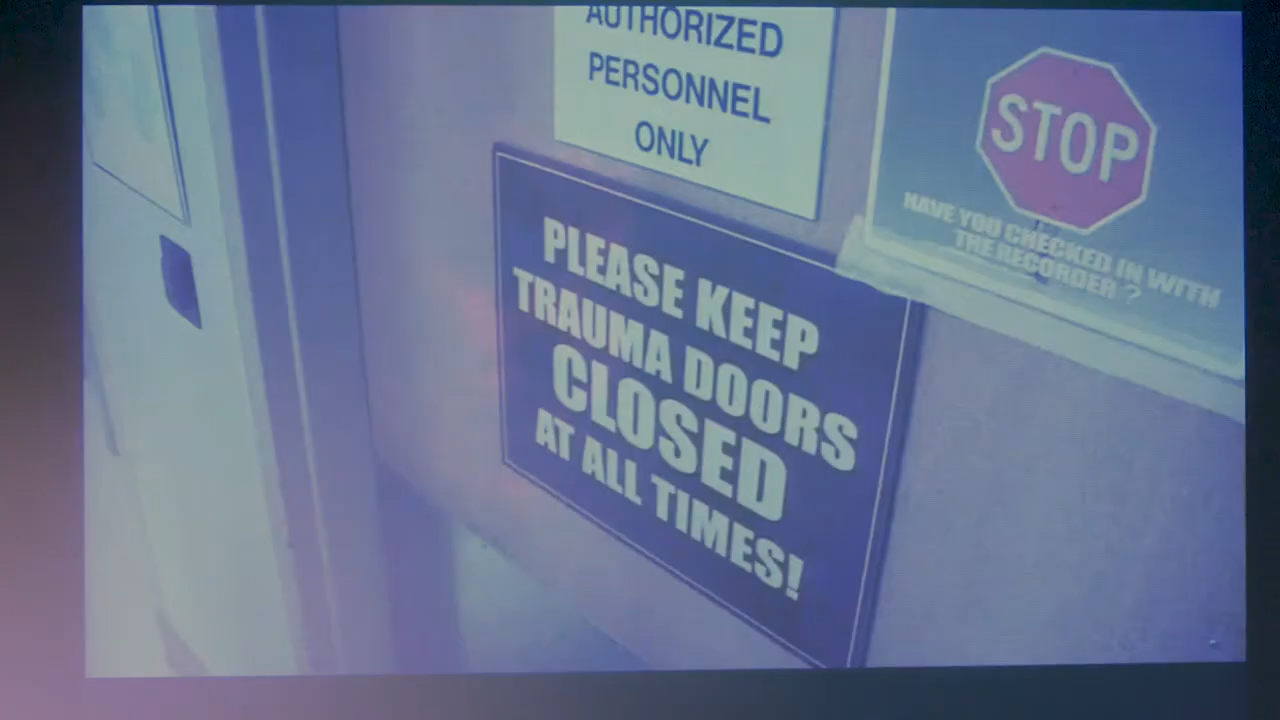 AUTHORIZED
PERSONNEL
ONLY
PLEASE KEEP
TRAUMA DOORS
CLOSED
AT ALL TIMES!
STOP
HAVE YOU CHECKED IN WITH
THE RECORDER ?